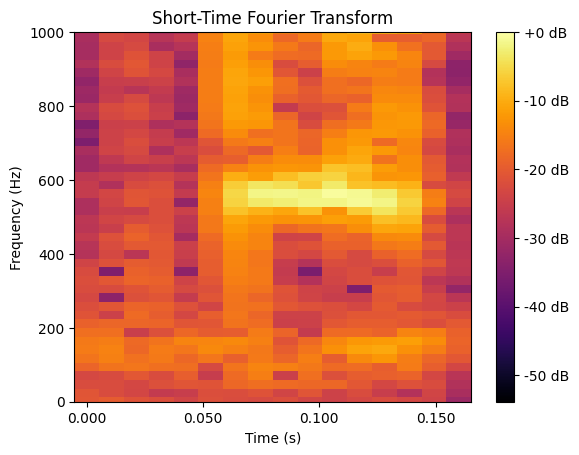 Short-Time Fourier Transform
1000
800
600
400
200
0
Frequency (Hz)
0.000
0.050
0.100
0.150
Time (s)
+0 dB
-10 dB
-20 dB
-30 dB
-40 dB
-50 dB